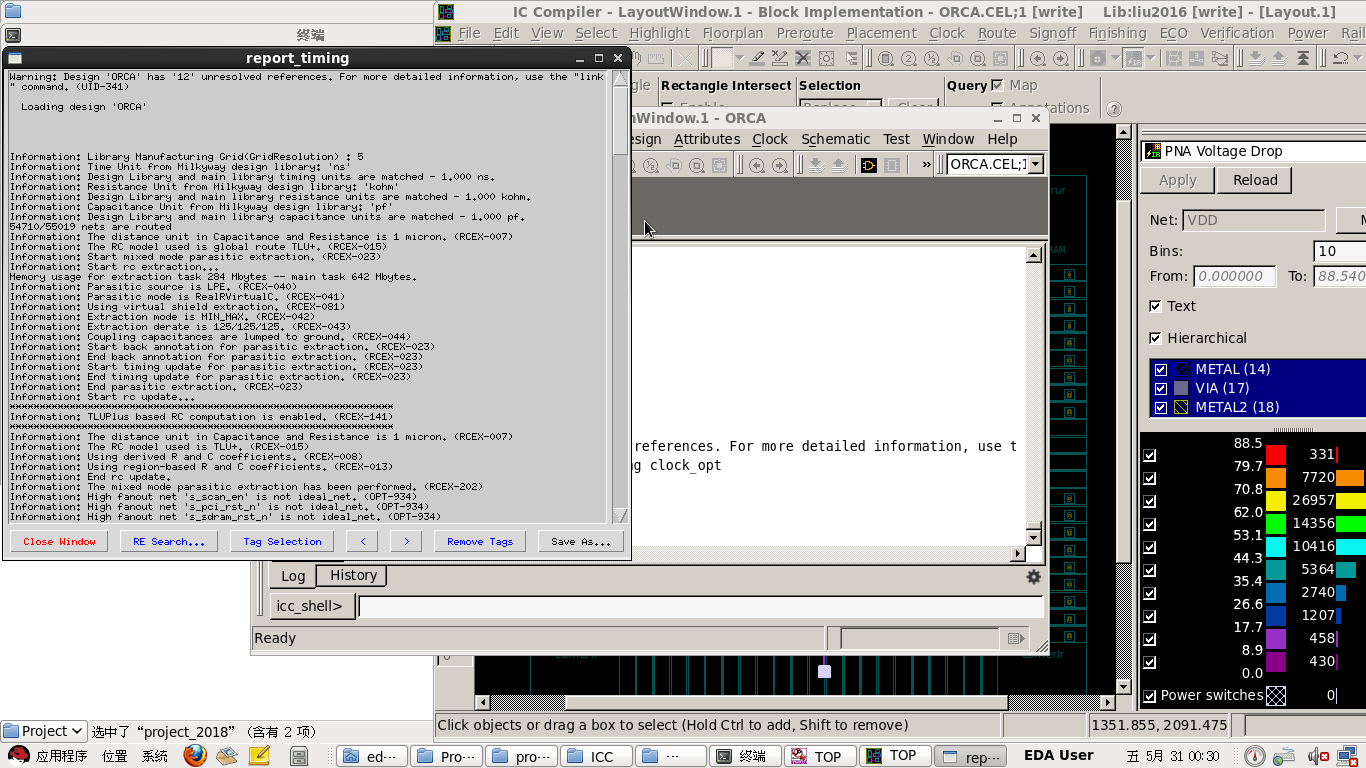 IC Compiler - LayoutWindow.1 - Block Implementation - ORCA.CEL;1 [write]    Lib:liu2016 [write] - [Layout.1]
终端
File Edit View Select Highlight Floorplan Preroute Placement Clock Route Signoff Finishing ECO Verification Power Rail
report_timing
Warning: Design 'ORCA' has '12' unresolved references. For more detailed information, use the "link
" command. (UID-341)
Loading design 'ORCA'
Information: Library Manufacturing Grid(GridResolution) : 5
Information: Time Unit from Milkyway design library: 'ns'
Information: Design Library and main library timing units are matched - 1.000 ns.
Information: Resistance Unit from Milkyway design library: 'kohm'
Information: Design Library and main library resistance units are matched - 1.000 kohm.
Information: Capacitance Unit from Milkyway design library: 'pf'
Information: Design Library and main library capacitance units are matched - 1.000 pf.
54710/55019 nets are routed
Information: The distance unit in Capacitance and Resistance is 1 micron. (RCEX-007)
Information: The RC model used is global route TLU+. (RCEX-015)
Information: Start mixed mode parasitic extraction. (RCEX-023)
Information: Start rc extraction...
Memory usage for extraction task 284 Mbytes -- main task 642 Mbytes.
Information: Parasitic source is LPE. (RCEX-040)
Information: Parasitic mode is RealRVirtualC. (RCEX-041)
Information: Using virtual shield extraction. (RCEX-081)
Information: Extraction mode is MIN_MAX. (RCEX-042)
Information: Extraction derate is 125/125/125. (RCEX-043)
Information: Coupling capacitances are lumped to ground. (RCEX-044)
Information: Start back annotation for parasitic extraction. (RCEX-023)
Information: End back annotation for parasitic extraction. (RCEX-023)
Information: Start timing update for parasitic extraction. (RCEX-023)
Information: End timing update for parasitic extraction. (RCEX-023)
Information: End parasitic extraction. (RCEX-023)
Information: Start rc update...
Information: TLUPlus based RC computation is enabled. (RCEX-141)
Information: The distance unit in Capacitance and Resistance is 1 micron. (RCEX-007)
Information: The RC model used is TLU+. (RCEX-015)
Information: Using derived R and C coefficients. (RCEX-008)
Information: Using region-based R and C coefficients. (RCEX-013)
Information: End rc update.
Information: The mixed mode parasitic extraction has been performed. (RCEX-202)
Information: High fanout net 's_scan_en' is not ideal_net. (OPT-934)
Information: High fanout net 's_pci_rst_n' is not ideal_net. (OPT-934)
Information: High fanout net 's_sdram_rst_n' is not ideal_net. (OPT-934)
Close Window RE Search... Tag Selection < > Remove Tags Save As...
gle Rectangle Intersect Selection Query Map
Annotations
nWindow.1 - ORCA
esign Attributes Clock Schematic Test Window Help
» ORCA.CEL;1
references. For more detailed information, use t
g clock_opt
Log History
icc_shell>
Ready
PNA Voltage Drop
Apply Reload
Net: VDD
Bins: 10
From: 0.000000 To: 88.540
Text
Hierarchical
METAL (14)
VIA (17)
METAL2 (18)
88.5
331
79.7
7720
70.8
26957
62.0
14356
53.1
10416
44.3
5364
35.4
2740
26.6
1207
17.7
458
8.9
430
0.0
Power switches 0
Click objects or drag a box to select (Hold Ctrl to add, Shift to remove)
1351.855, 2091.475
Project 选中了 “project_2018” (含有 2 项)
应用程序 位置 系统 ed-... Pro... pro... ICC ... 终端 TOP TOP rep... EDA User 五 5月 31 00:30